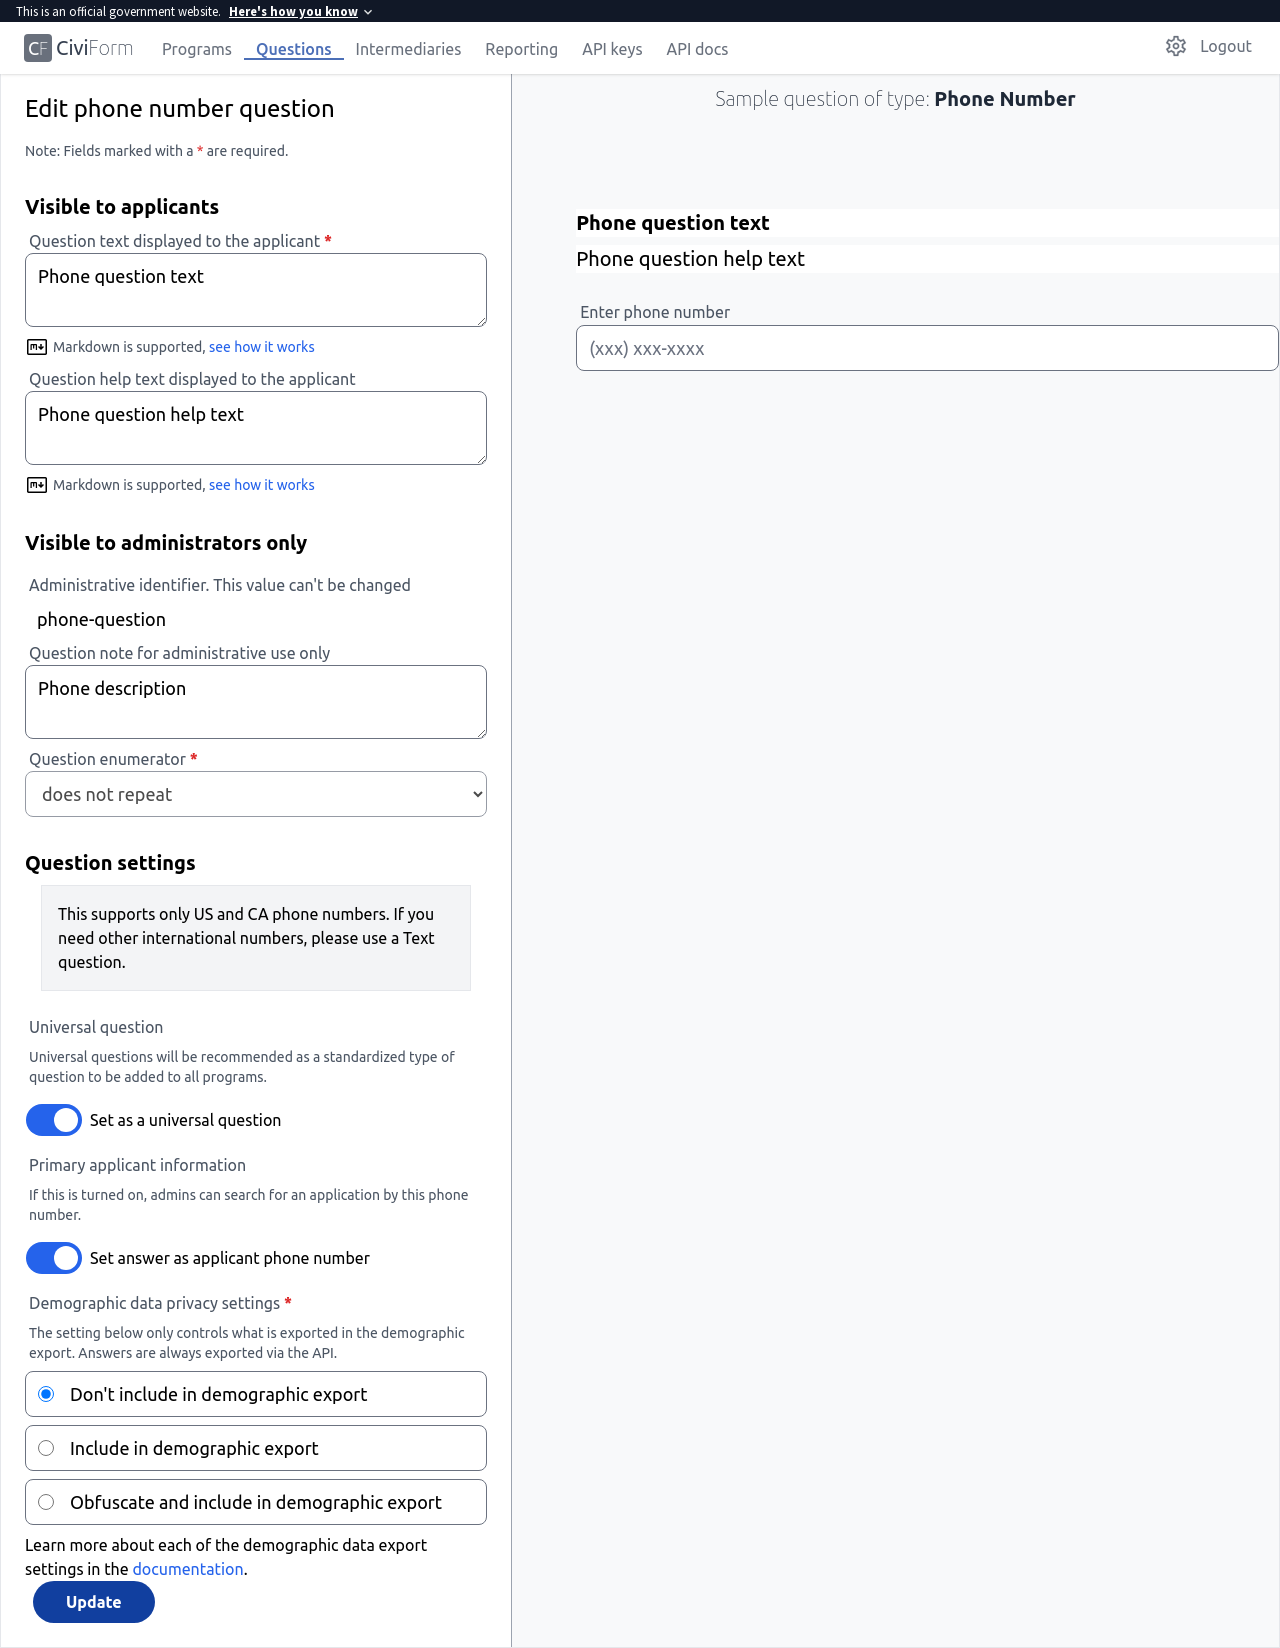 This is an official government website. Here's how you know
CF CiviForm Programs Questions Intermediaries Reporting API keys API docs Logout
Edit phone number question
Note: Fields marked with a * are required.
Visible to applicants
Question text displayed to the applicant *
Phone question text
Markdown is supported, see how it works
Question help text displayed to the applicant
Phone question help text
Markdown is supported, see how it works
Visible to administrators only
Administrative identifier. This value can't be changed
phone-question
Question note for administrative use only
Phone description
Question enumerator *
does not repeat
Question settings
This supports only US and CA phone numbers. If you
need other international numbers, please use a Text
question.
Universal question
Universal questions will be recommended as a standardized type of
question to be added to all programs.
Set as a universal question
Primary applicant information
If this is turned on, admins can search for an application by this phone
number.
Set answer as applicant phone number
Demographic data privacy settings *
The setting below only controls what is exported in the demographic
export. Answers are always exported via the API.
Don't include in demographic export
Include in demographic export
Obfuscate and include in demographic export
Learn more about each of the demographic data export
settings in the documentation.
Update
Sample question of type: Phone Number
Phone question text
Phone question help text
Enter phone number
(xxx) xxx-xxxx